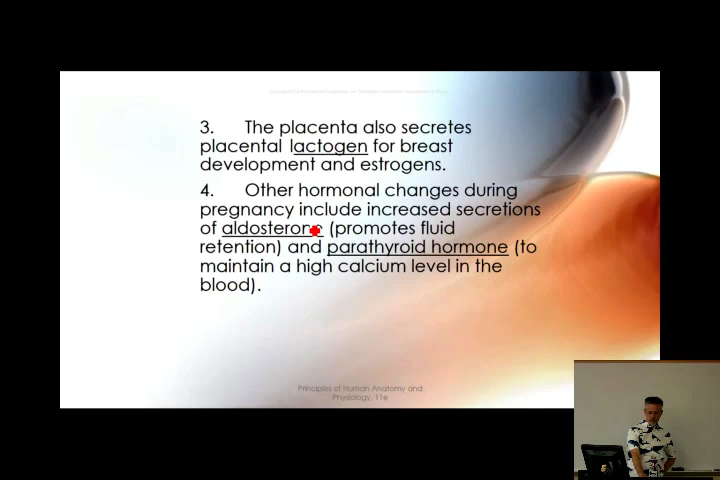 3. The placenta also secretes
placental lactogen for breast
development and estrogens.
4. Other hormonal changes during
pregnancy include increased secretions
of aldosterone (promotes fluid
retention) and parathyroid hormone (to
maintain a high calcium level in the
blood).
Principles of Human Anatomy and
Physiology, 11e